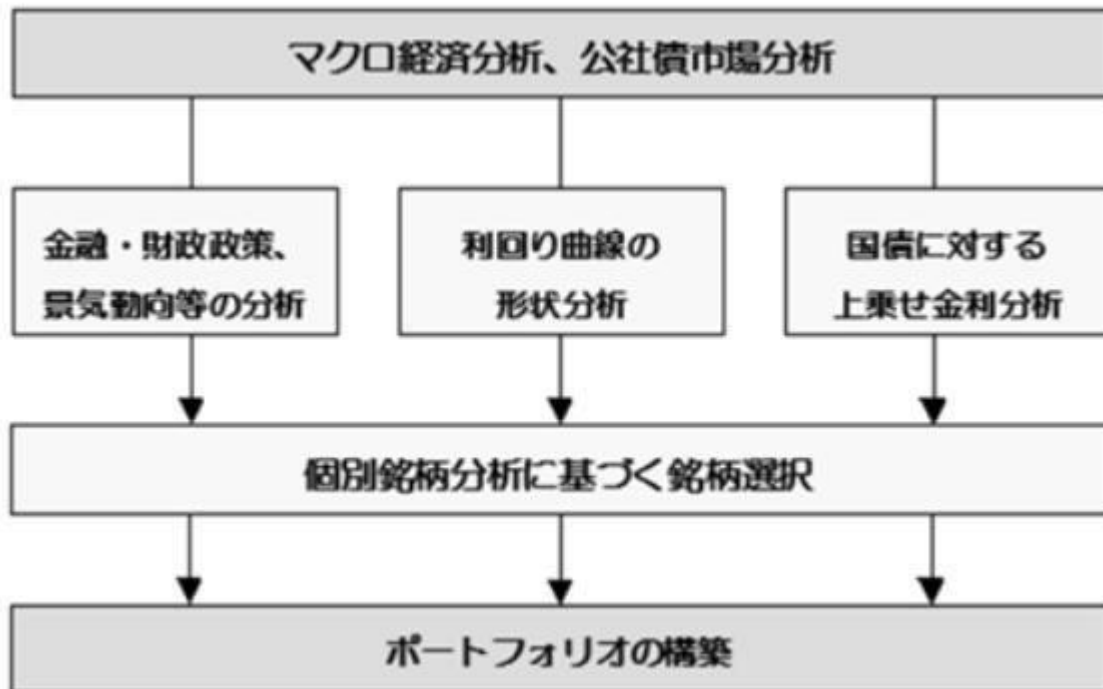 マクロ経済分析、公社債市場分析
金融・財政政策、
景気動向等の分析
利回り曲線の
形状分析
国債に対する
上乗せ金利分析
個別銘柄分析に基づく銘柄選択
ポートフォリオの構築